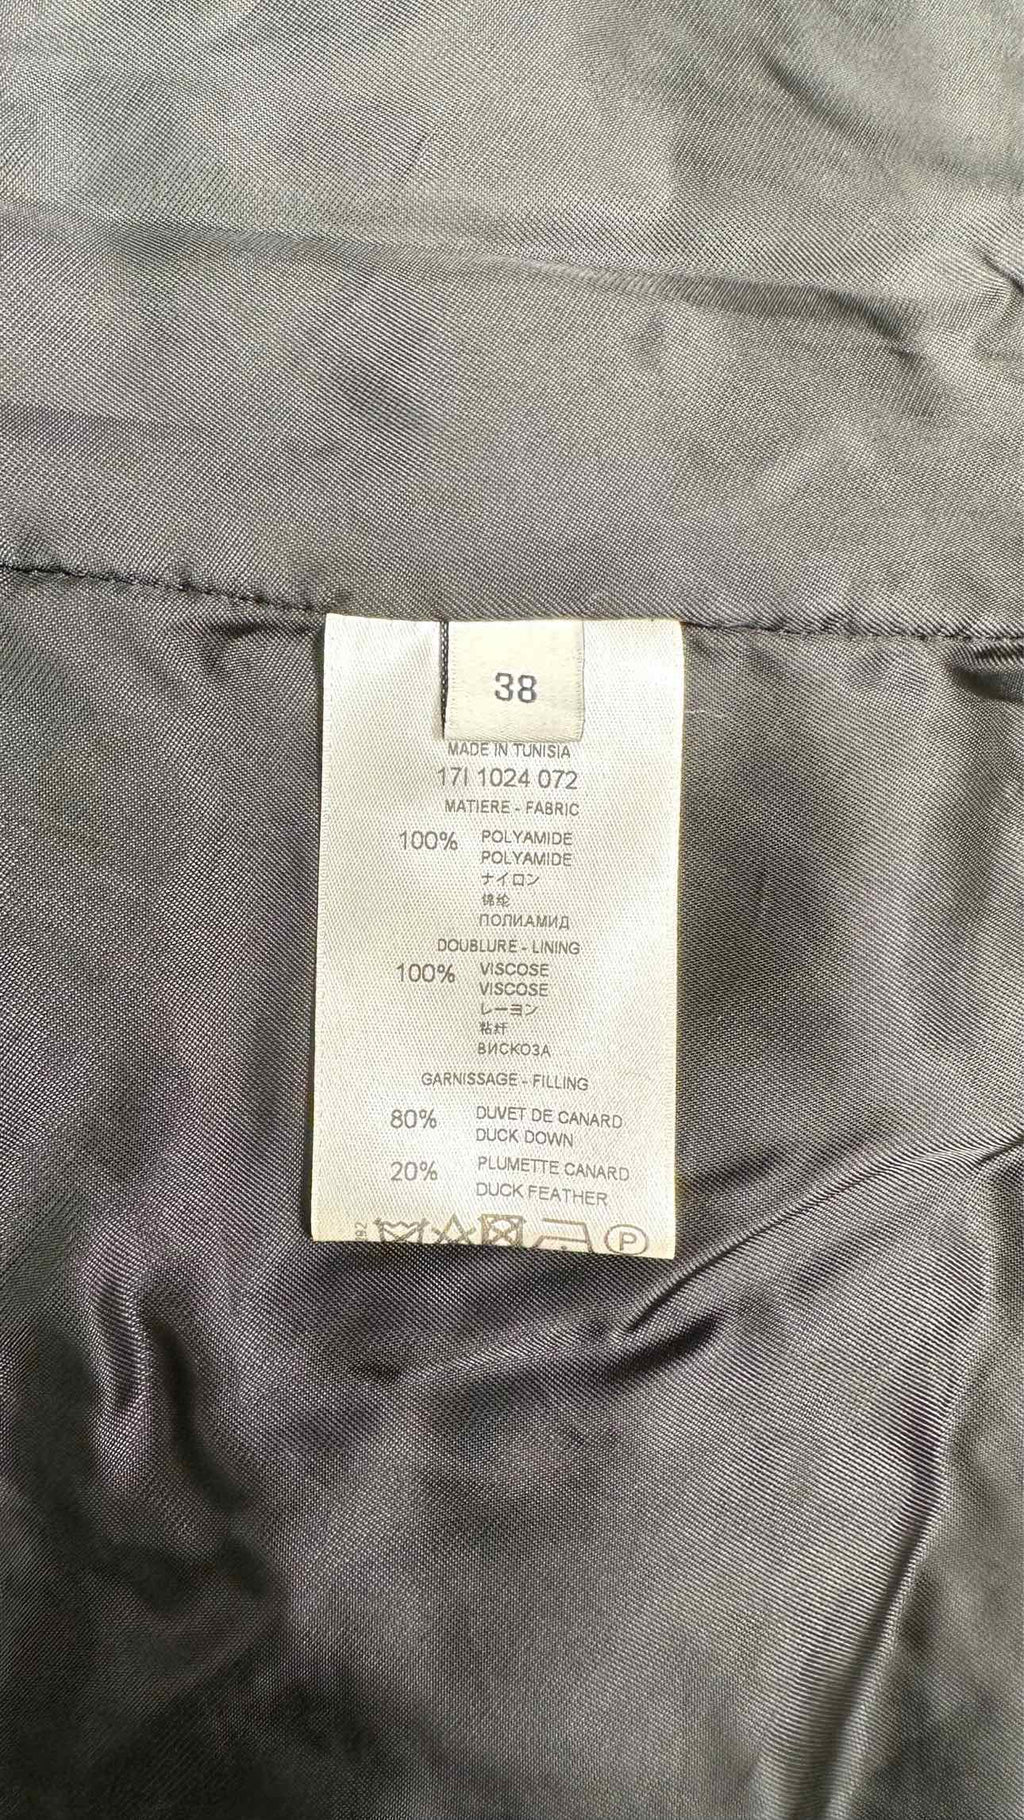 38
MADE IN TUNISIA
17I 1024 072
MATIERE - FABRIC
100% POLYAMIDE
POLYAMIDE
ナイロン
锦纶
ПОЛИАМИД
DOUBLURE - LINING
100% VISCOSE
VISCOSE
レーヨン
粘纤
ВИСКОЗА
GARNISSAGE - FILLING
80% DUVET DE CANARD
DUCK DOWN
20% PLUMETTE CANARD
DUCK FEATHER
P